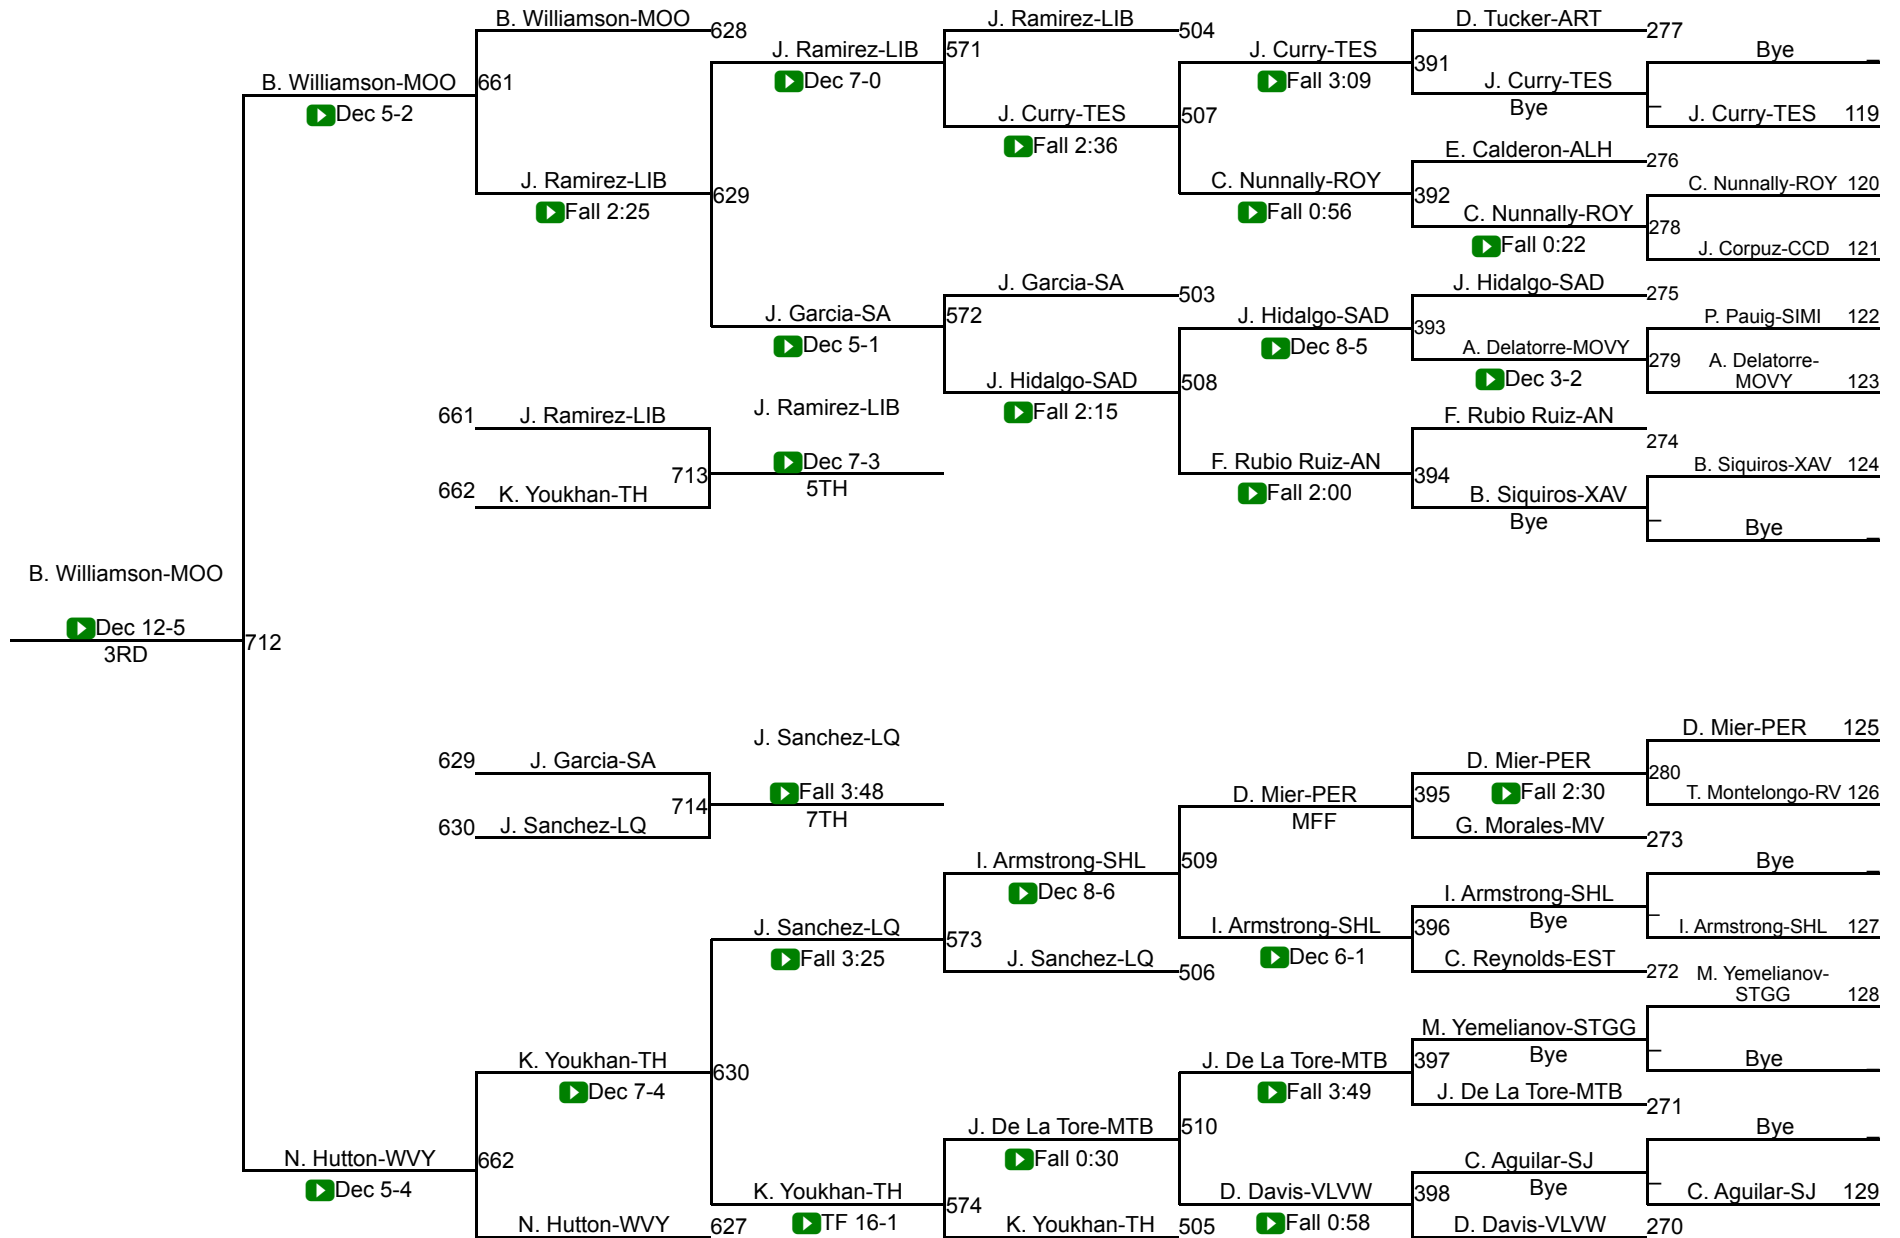 B. Williamson-MOO
628
J. Ramirez-LIB
504
D. Tucker-ART
277
J. Ramirez-LIB
571
J. Curry-TES
391
Bye
B. Williamson-MOO
661
Dec 7-0
Fall 3:09
J. Curry-TES
Dec 5-2
J. Curry-TES
507
Bye
J. Curry-TES 119
Fall 2:36
E. Calderon-ALH
276
J. Ramirez-LIB
629
C. Nunnally-ROY
392
C. Nunnally-ROY 120
Fall 2:25
Fall 0:56
C. Nunnally-ROY
278
Fall 0:22
J. Corpuz-CCD 121
J. Garcia-SA
503
J. Hidalgo-SAD
275
J. Garcia-SA
572
J. Hidalgo-SAD
393
P. Pauig-SIMI 122
Dec 5-1
Dec 8-5
A. Delatorre-MOVY
279
A. Delatorre-
MOVY 123
J. Hidalgo-SAD
508
Dec 3-2
661
J. Ramirez-LIB
J. Ramirez-LIB
Fall 2:15
F. Rubio Ruiz-AN
274
713
Dec 7-3
F. Rubio Ruiz-AN
394
B. Siquiros-XAV 124
662
K. Youkhan-TH
5TH
Fall 2:00
B. Siquiros-XAV
Bye
Bye
B. Williamson-MOO
Dec 12-5
712
3RD
J. Sanchez-LQ
D. Mier-PER 125
629
J. Garcia-SA
D. Mier-PER
280
714
Fall 3:48
D. Mier-PER
395
Fall 2:30
T. Montelongo-RV 126
630
J. Sanchez-LQ
7TH
MFF
G. Morales-MV
273
I. Armstrong-SHL
509
Bye
Dec 8-6
I. Armstrong-SHL
J. Sanchez-LQ
573
I. Armstrong-SHL
396
Bye
I. Armstrong-SHL 127
Fall 3:25
J. Sanchez-LQ
506
Dec 6-1
C. Reynolds-EST
272
M. Yemelianov-
STGG 128
M. Yemelianov-STGG
K. Youkhan-TH
630
J. De La Tore-MTB
397
Bye
Bye
Dec 7-4
Fall 3:49
J. De La Tore-MTB
271
J. De La Tore-MTB
510
Bye
N. Hutton-WVY
662
Fall 0:30
C. Aguilar-SJ
Dec 5-4
K. Youkhan-TH
574
D. Davis-VLVW
398
Bye
C. Aguilar-SJ 129
N. Hutton-WVY
627
TF 16-1
K. Youkhan-TH
505
Fall 0:58
D. Davis-VLVW
270